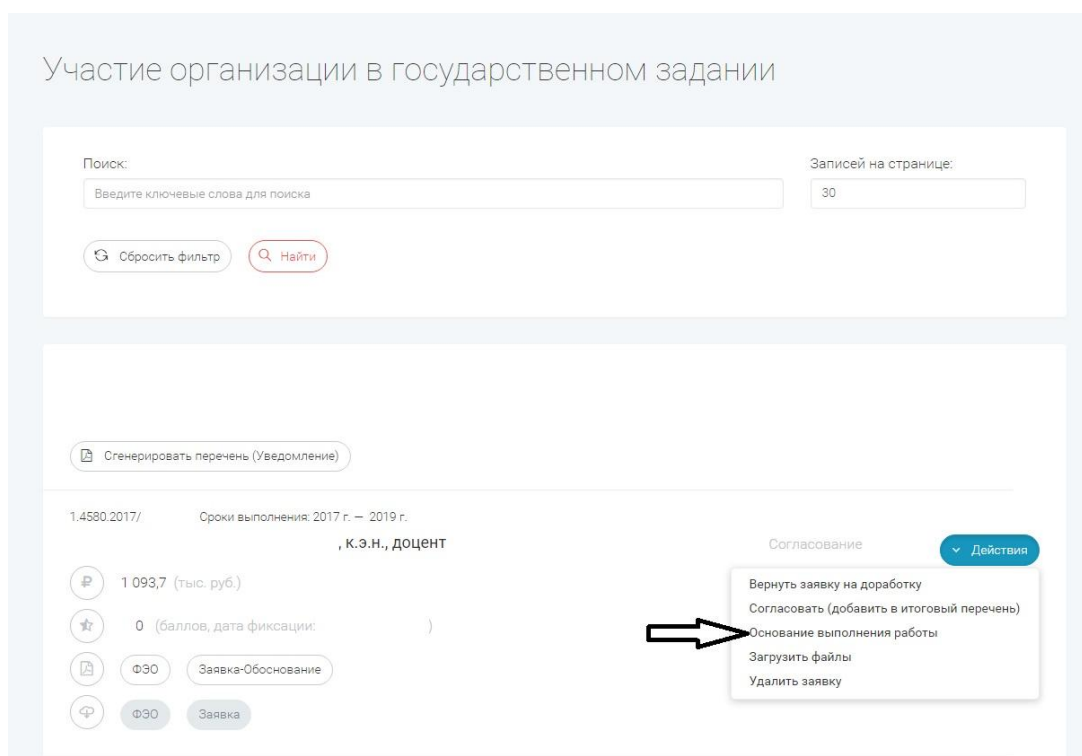 Участие организации в государственном задании
Поиск:
Записей на странице:
Введите ключевые слова для поиска
30
Сбросить фильтр
Найти
Сгенерировать перечень (Уведомление)
1.4580.2017/ Сроки выполнения: 2017 г. — 2019 г.
, к.э.н., доцент
Согласование
Действия
₽ 1 093,7 (тыс. руб.)
Вернуть заявку на доработку
Согласовать (добавить в итоговый перечень)
0 (баллов, дата фиксации: )
Основание выполнения работы
Загрузить файлы
ФЭО Заявка-Обоснование
Удалить заявку
ФЭО Заявка